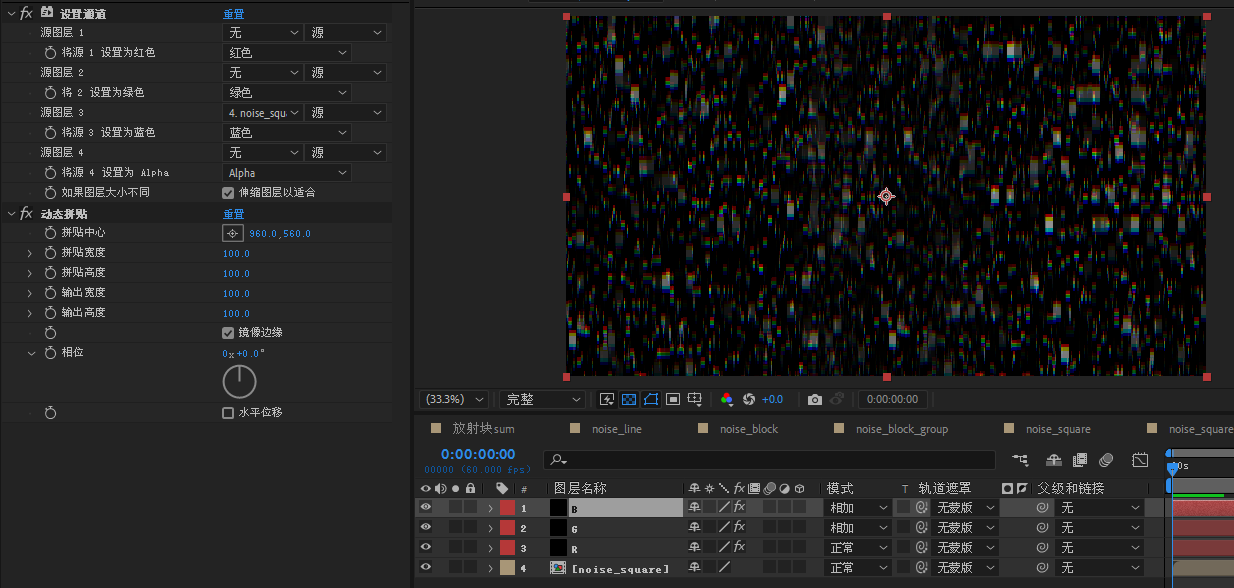 fx 设置通道 重置
源图层 1 无 源
将源 1 设置为红色 红色
源图层 2 无 源
将 2 设置为绿色 绿色
源图层 3 4. noise_squ 源
将源 3 设置为蓝色 蓝色
源图层 4 无 源
将源 4 设置为 Alpha Alpha
如果图层大小不同 伸缩图层以适合
fx 动态拼贴 重置
拼贴中心 960.0,560.0
拼贴宽度 100.0
拼贴高度 100.0
输出宽度 100.0
输出高度 100.0
镜像边缘
相位 0x+0.0°
水平位移
(33.3%) 完整 +0.0 0:00:00:00
放射块sum noise_line noise_block noise_block_group noise_square noise_square
0:00:00:00
00000 (60.000 fps)
:00s
# 图层名称 fx 模式 T 轨道遮罩 父级和链接
1 B fx 相加 无蒙版 无
2 G fx 相加 无蒙版 无
3 R fx 正常 无蒙版 无
4 [noise_square] 正常 无蒙版 无